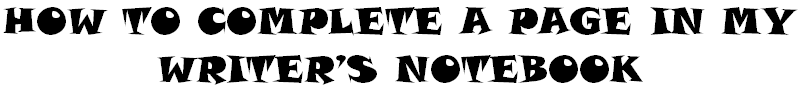 HOW TO COMPLETE A PAGE IN MY
WRITER'S NOTEBOOK